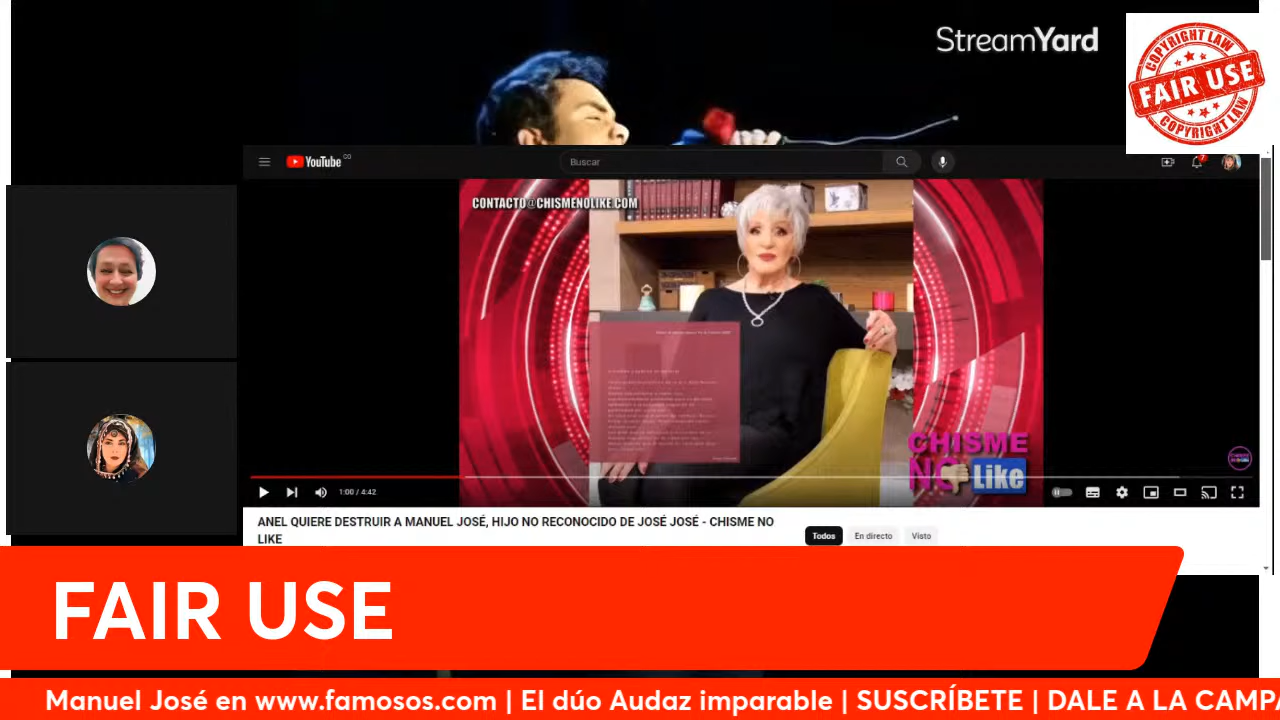 StreamYard
COPYRIGHT LAW
FAIR USE
COPYRIGHT LAW
YouTube CO
Buscar
7
CONTACTO@CHISMENOLIKE.COM
CHISME
NO Like
1:00 / 4:42
ANEL QUIERE DESTRUIR A MANUEL JOSÉ, HIJO NO RECONOCIDO DE JOSÉ JOSÉ - CHISME NO
LIKE
Todos
En directo
Visto
FAIR USE
Manuel José en www.famosos.com | El dúo Audaz imparable | SUSCRÍBETE | DALE A LA CAMPA